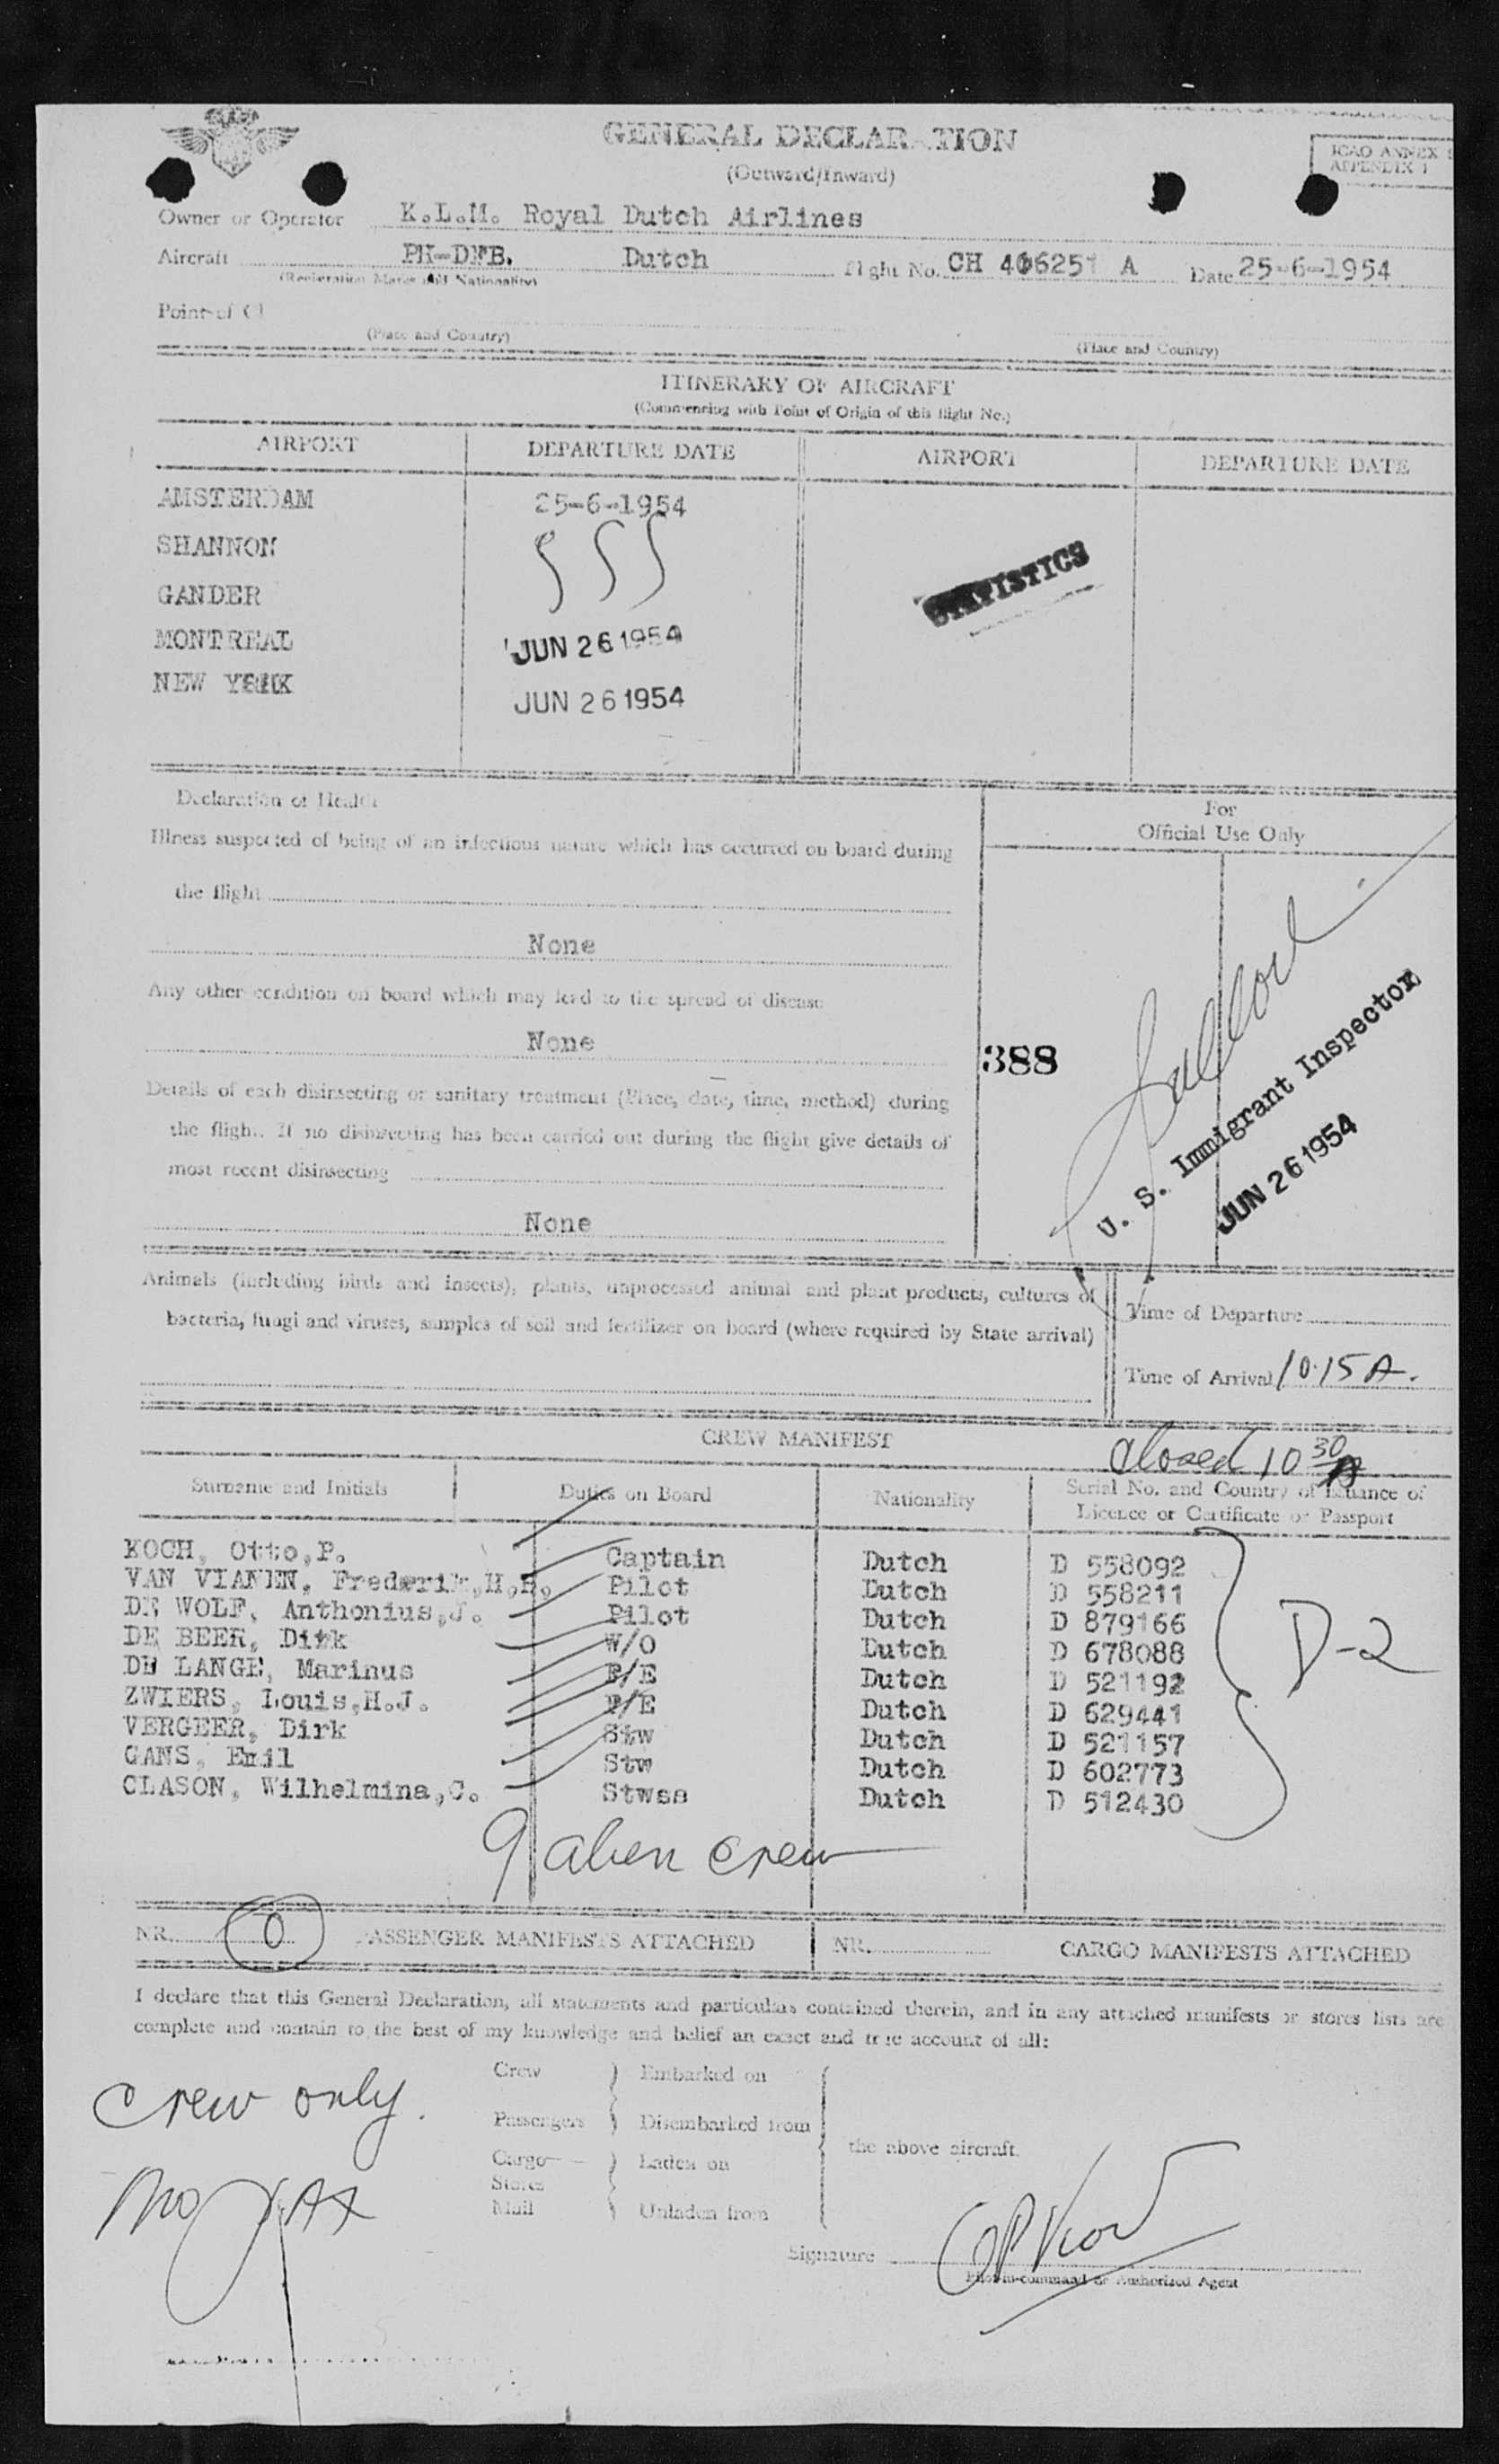 GENERAL DECLARATION
(Outward/Inward)
ICAO ANNEX
APPENDIX 1
Owner or Operator K.L.M. Royal Dutch Airlines
Aircraft PH-DFB. Dutch flight No. CH 406251 A Date 25-6-1954
(Registration Marks and Nationality)
Point of Cl
(Place and Country) (Place and Country)
ITINERARY OF AIRCRAFT
(Commencing with Point of Origin of this flight No.)
AIRPORT DEPARTURE DATE AIRPORT DEPARTURE DATE
AMSTERDAM 25-6-1954
SHANNON
GANDER
STATISTICS
MONTREAL JUN 26 1954
NEW YORK JUN 26 1954
Declaration of Health
For
Official Use Only
Illness suspected of being of an infectious nature which has occurred on board during
the flight
None
Any other condition on board which may lead to the spread of disease
None
388
Details of each disinsecting or sanitary treatment (Place, date, time, method) during
the flight. If no disinsecting has been carried out during the flight give details of
most recent disinsecting
None
U. S. Immigrant Inspector
JUN 26 1954
Animals (including birds and insects), plants, unprocessed animal and plant products, cultures of
bacteria, fungi and viruses, samples of soil and fertilizer on board (where required by State arrival)
Time of Departure
Time of Arrival 10.15 A.
CREW MANIFEST
closed 10 30 A
Surname and Initials Duties on Board Nationality Serial No. and Country of Issuance of
Licence or Certificate or Passport
KOCH, Otto,P. Captain Dutch D 558092
VAN VIANEN, Frederik,H,B, Pilot Dutch D 558211
DE WOLF, Anthonius,J. Pilot Dutch D 879166
DE BEER, Dirk W/O Dutch D 678088
DE LANGE, Marinus F/E Dutch D 521192
ZWIERS, Louis,H.J. F/E Dutch D 629441
VERGEER, Dirk Stw Dutch D 521157
GANS, Emil Stw Dutch D 602773
CLASON, Wilhelmina,C. Stwss Dutch D 512430
D-2
9 alien crew
NR. 0 PASSENGER MANIFESTS ATTACHED NR. CARGO MANIFESTS ATTACHED
I declare that this General Declaration, all statements and particulars contained therein, and in any attached manifests or stores lists are
complete and contain to the best of my knowledge and belief an exact and true account of all:
Crew Embarked on
Passengers Disembarked from
Cargo Laden on
Stores
Mail Unladen from
the above aircraft.
crew only.
no
Signature
Pilot-in-command or Authorized Agent